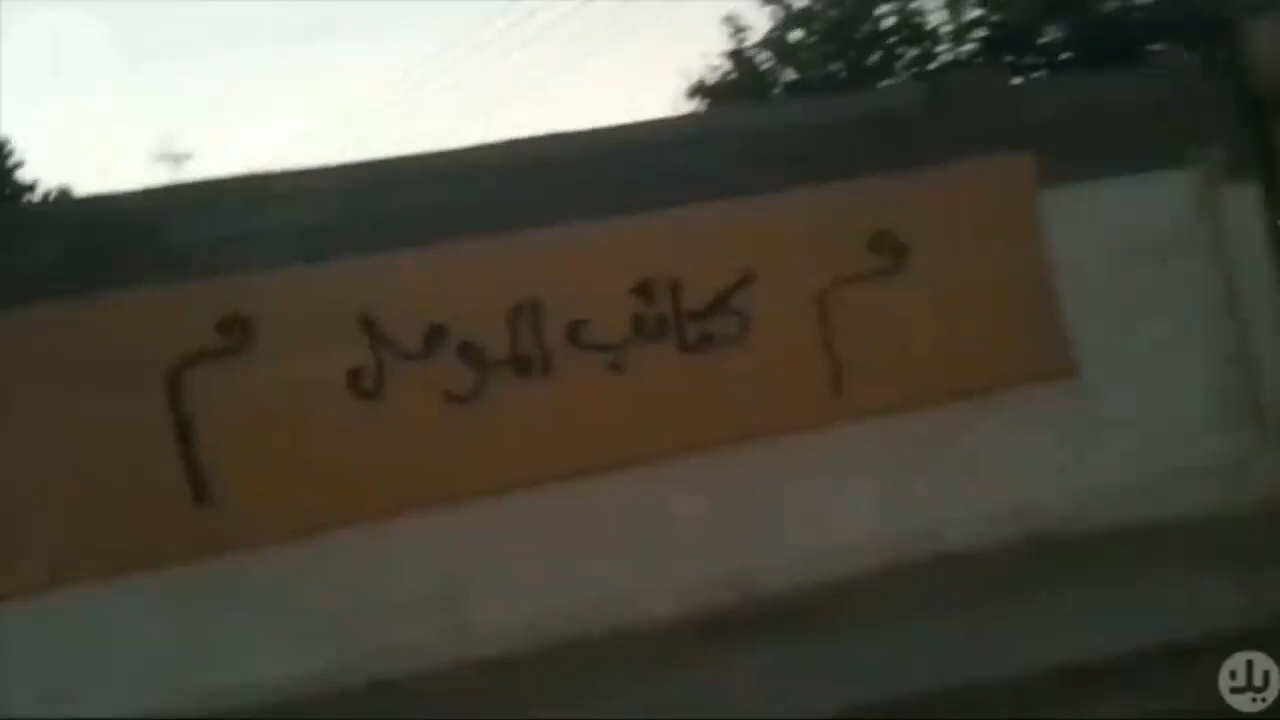 م كتائب الموصل م